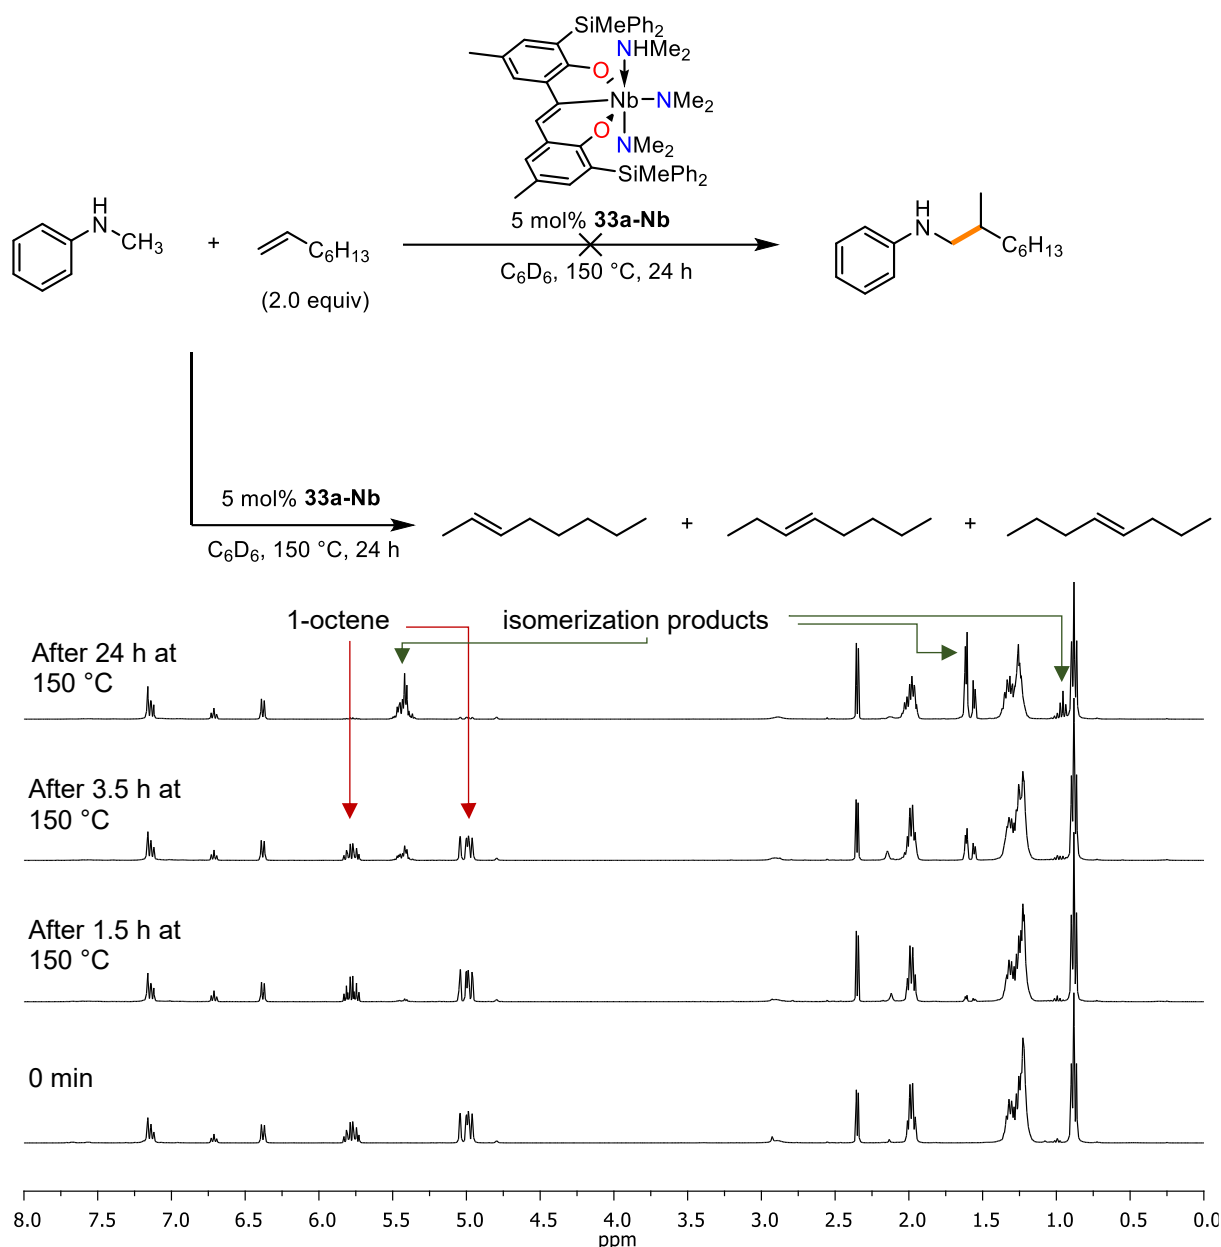 SiMePh2
NHMe2
O
Nb
NMe2
O
NMe2
SiMePh2
H
N
CH3
+
C6H13
(2.0 equiv)
5 mol% 33a-Nb
C6D6, 150 °C, 24 h
H
N
C6H13
5 mol% 33a-Nb
C6D6, 150 °C, 24 h
+
+
1-octene
isomerization products
After 24 h at
150 °C
After 3.5 h at
150 °C
After 1.5 h at
150 °C
0 min
8.0 7.5 7.0 6.5 6.0 5.5 5.0 4.5 4.0 3.5 3.0 2.5 2.0 1.5 1.0 0.5 0.0
ppm